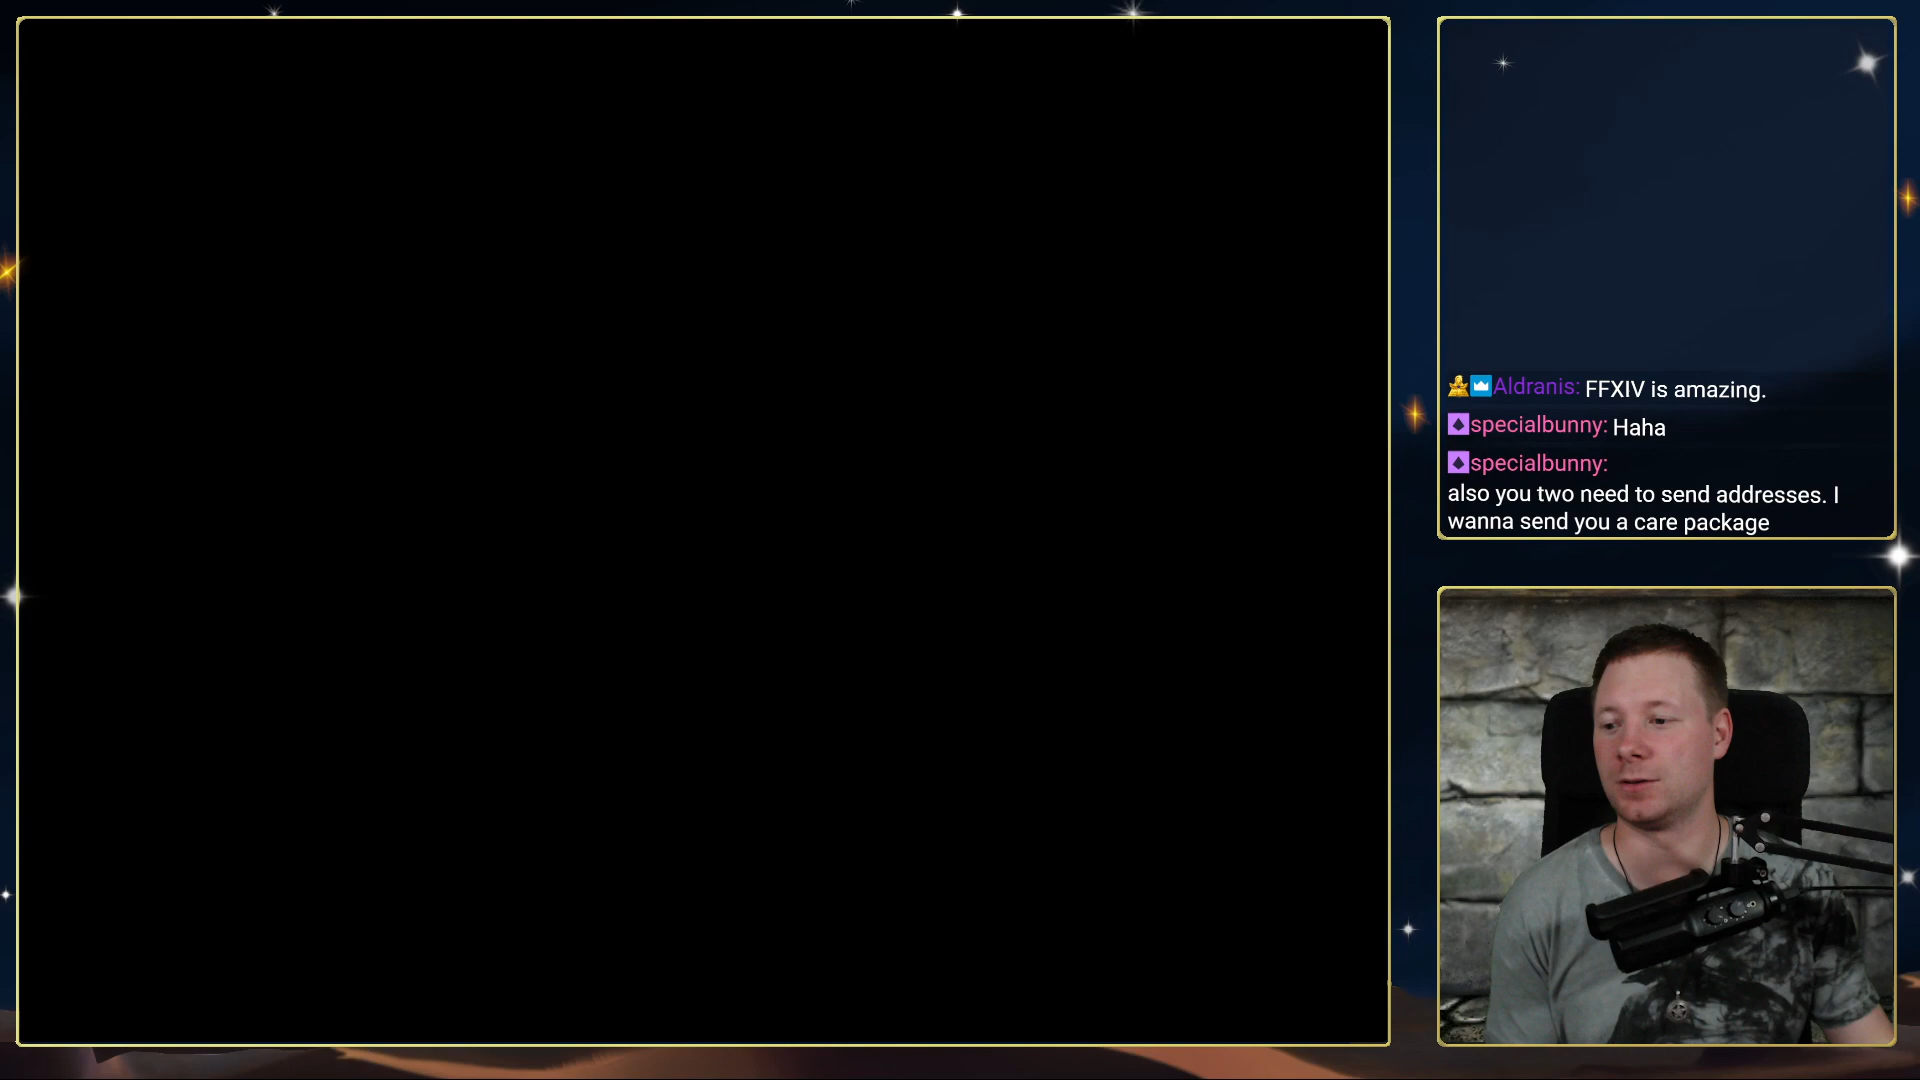 Aldranis: FFXIV is amazing.
specialbunny: Haha
specialbunny:
also you two need to send addresses. I
wanna send you a care package